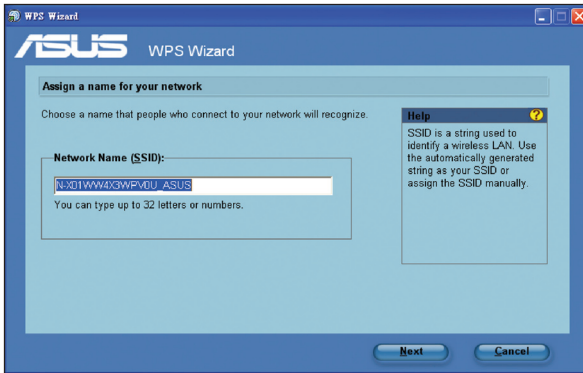 WPS Wizard
ASUS WPS Wizard
Assign a name for your network
Choose a name that people who connect to your network will recognize.
Network Name (SSID):
N-X01WW4X3WPV0U_ASUS
You can type up to 32 letters or numbers.
Help
SSID is a string used to
identify a wireless LAN. Use
the automatically generated
string as your SSID or
assign the SSID manually.
Next
Cancel